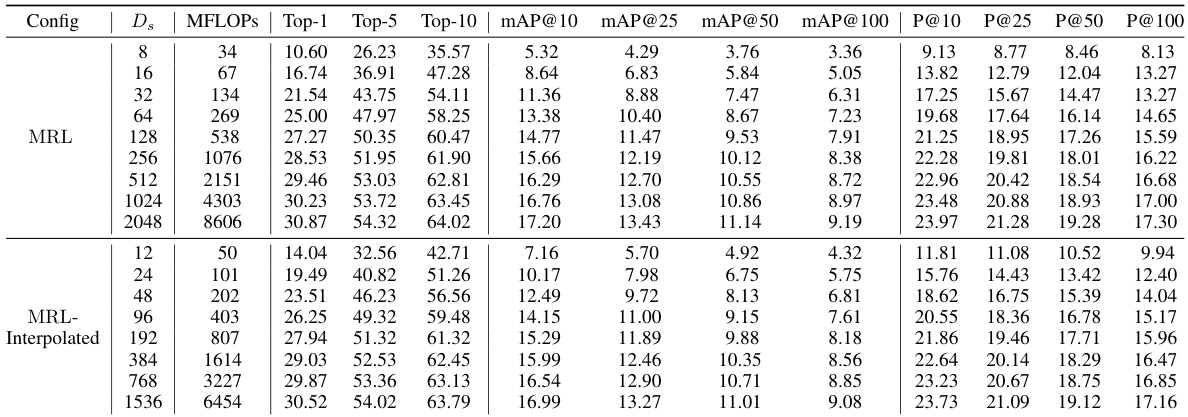 Config D_s MFLOPs Top-1 Top-5 Top-10 mAP@10 mAP@25 mAP@50 mAP@100 P@10 P@25 P@50 P@100
8 34 10.60 26.23 35.57 5.32 4.29 3.76 3.36 9.13 8.77 8.46 8.13
16 67 16.74 36.91 47.28 8.64 6.83 5.84 5.05 13.82 12.79 12.04 13.27
32 134 21.54 43.75 54.11 11.36 8.88 7.47 6.31 17.25 15.67 14.47 13.27
64 269 25.00 47.97 58.25 13.38 10.40 8.67 7.23 19.68 17.64 16.14 14.65
MRL 128 538 27.27 50.35 60.47 14.77 11.47 9.53 7.91 21.25 18.95 17.26 15.59
256 1076 28.53 51.95 61.90 15.66 12.19 10.12 8.38 22.28 19.81 18.01 16.22
512 2151 29.46 53.03 62.81 16.29 12.70 10.55 8.72 22.96 20.42 18.54 16.68
1024 4303 30.23 53.72 63.45 16.76 13.08 10.86 8.97 23.48 20.88 18.93 17.00
2048 8606 30.87 54.32 64.02 17.20 13.43 11.14 9.19 23.97 21.28 19.28 17.30
12 50 14.04 32.56 42.71 7.16 5.70 4.92 4.32 11.81 11.08 10.52 9.94
24 101 19.49 40.82 51.26 10.17 7.98 6.75 5.75 15.76 14.43 13.42 12.40
48 202 23.51 46.23 56.56 12.49 9.72 8.13 6.81 18.62 16.75 15.39 14.04
MRL- 96 403 26.25 49.32 59.48 14.15 11.00 9.15 7.61 20.55 18.36 16.78 15.17
Interpolated 192 807 27.94 51.32 61.32 15.29 11.89 9.88 8.18 21.86 19.46 17.71 15.96
384 1614 29.03 52.53 62.45 15.99 12.46 10.35 8.56 22.64 20.14 18.29 16.47
768 3227 29.87 53.36 63.13 16.54 12.90 10.71 8.85 23.23 20.67 18.75 16.85
1536 6454 30.52 54.02 63.79 16.99 13.27 11.01 9.08 23.73 21.09 19.12 17.16